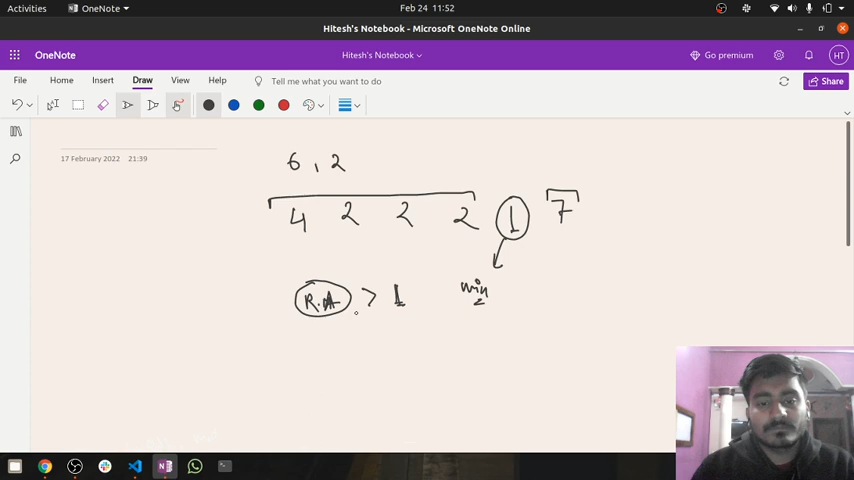 Activities OneNote Feb 24 11:52
Hitesh's Notebook - OneNote Online
OneNote Hitesh's Notebook Go premium HT
File Home Insert Draw View Help Tell me what you want to do Share
17 February 2022 21:39
6 , 2
4 2 2 2 1 7
R.A > 1 min